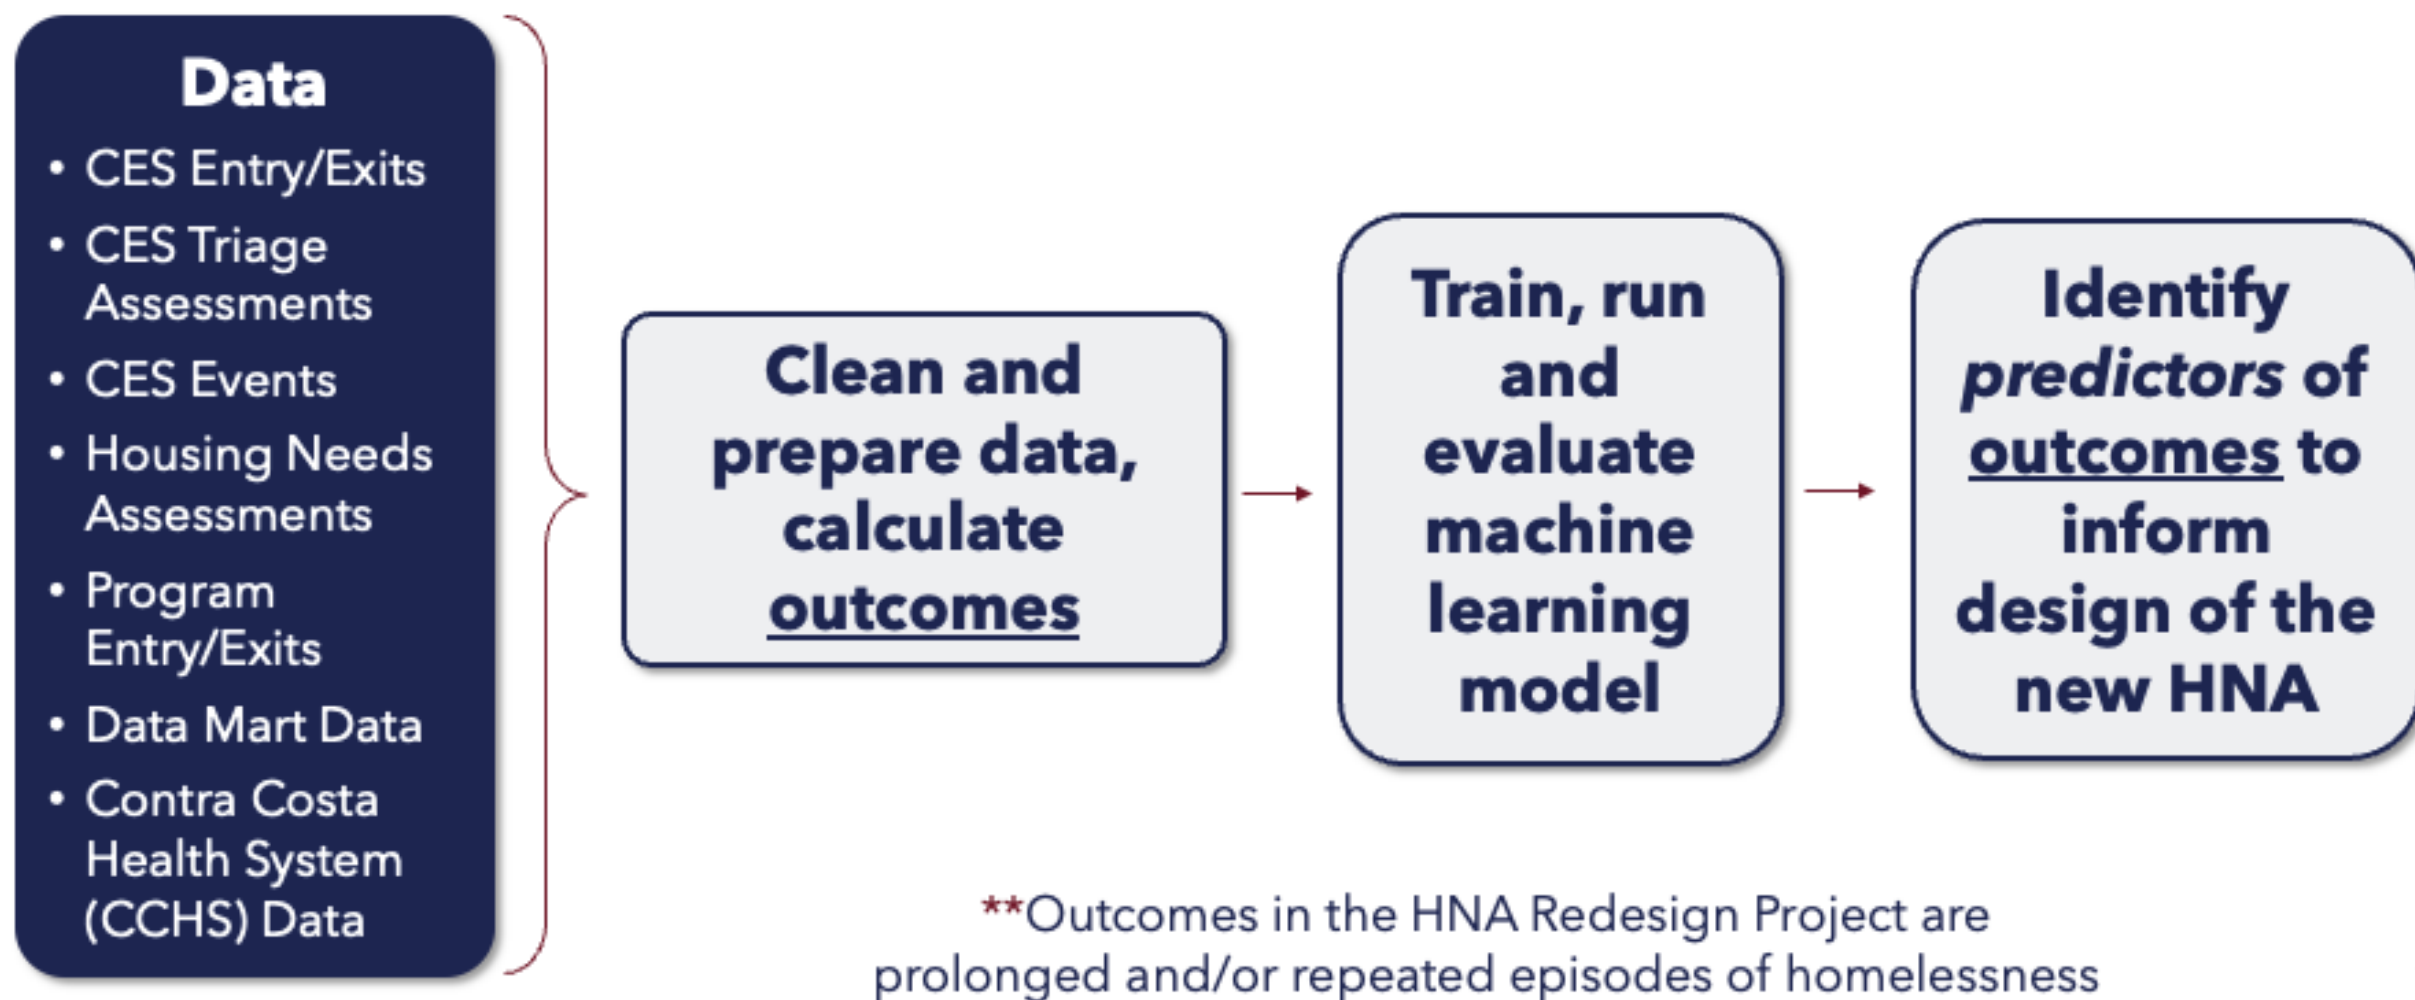 Data
• CES Entry/Exits
• CES Triage
Assessments
• CES Events
• Housing Needs
Assessments
• Program
Entry/Exits
• Data Mart Data
• Contra Costa
Health System
(CCHS) Data
Clean and
prepare data,
calculate
outcomes
Train, run
and
evaluate
machine
learning
model
Identify
predictors of
outcomes to
inform
design of the
new HNA
**Outcomes in the HNA Redesign Project are
prolonged and/or repeated episodes of homelessness